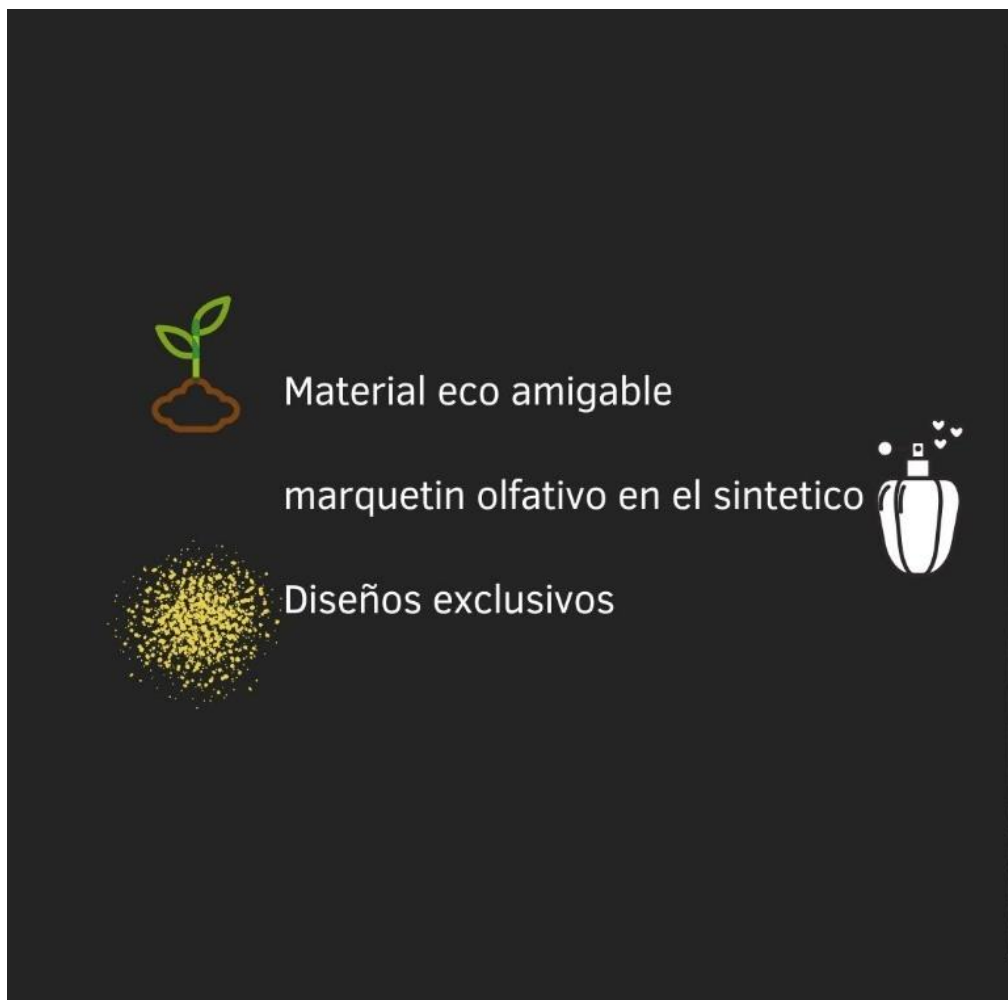 Material eco amigable
marquetin olfativo en el sintetico
Diseños exclusivos